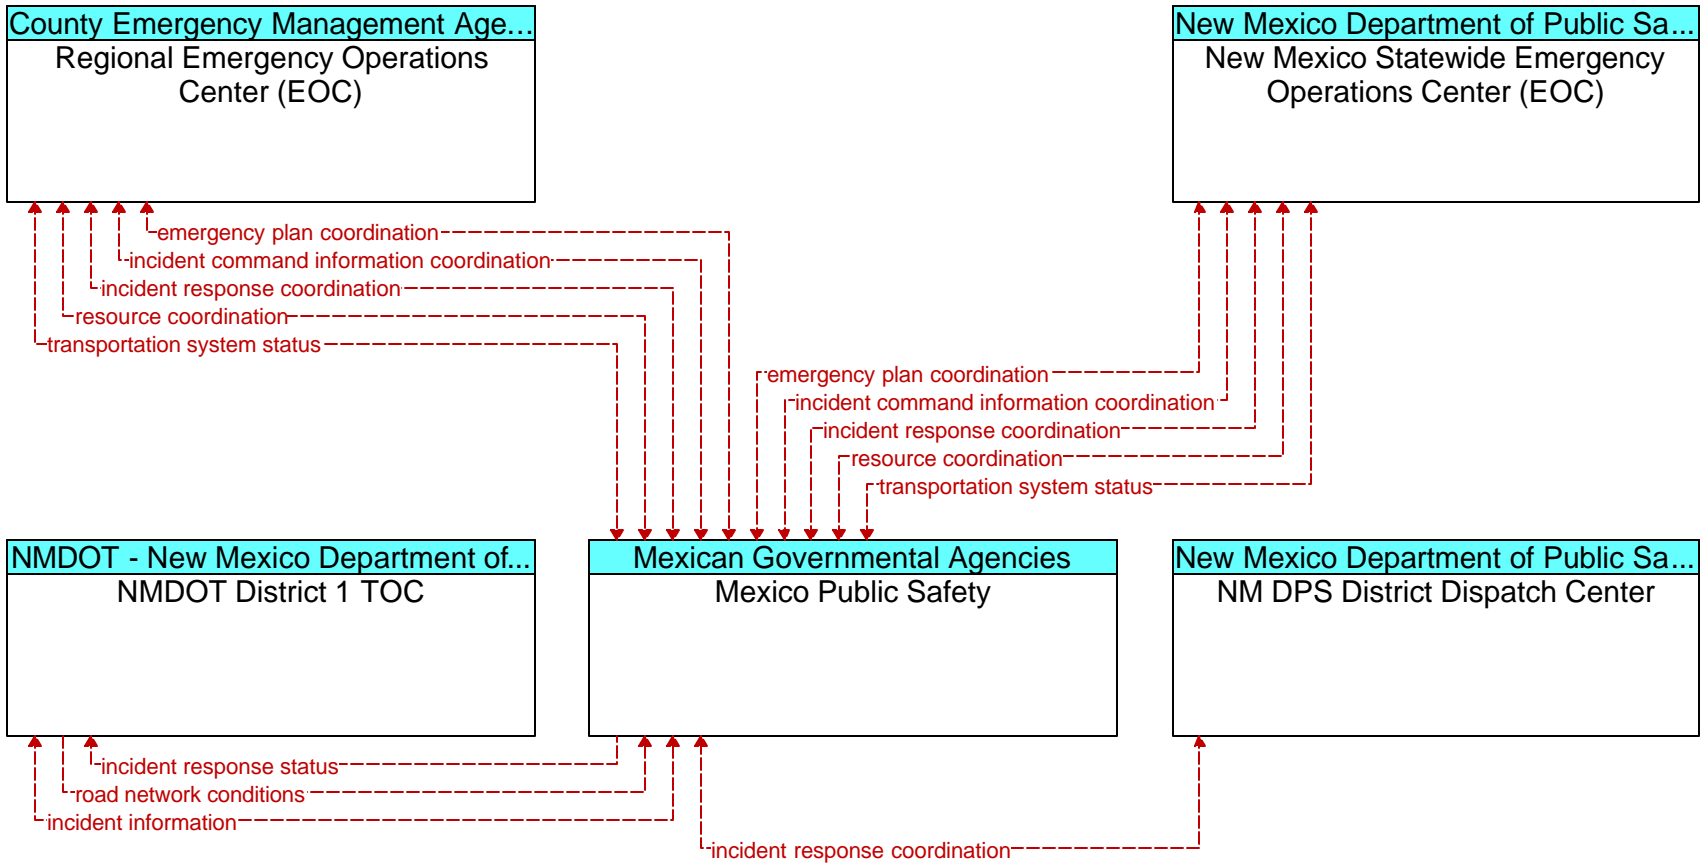 County Emergency Management Age...
Regional Emergency Operations
Center (EOC)
New Mexico Department of Public Sa...
New Mexico Statewide Emergency
Operations Center (EOC)
emergency plan coordination
incident command information coordination
incident response coordination
resource coordination
transportation system status
emergency plan coordination
incident command information coordination
incident response coordination
resource coordination
transportation system status
NMDOT - New Mexico Department of...
NMDOT District 1 TOC
Mexican Governmental Agencies
Mexico Public Safety
New Mexico Department of Public Sa...
NM DPS District Dispatch Center
incident response status
road network conditions
incident information
incident response coordination